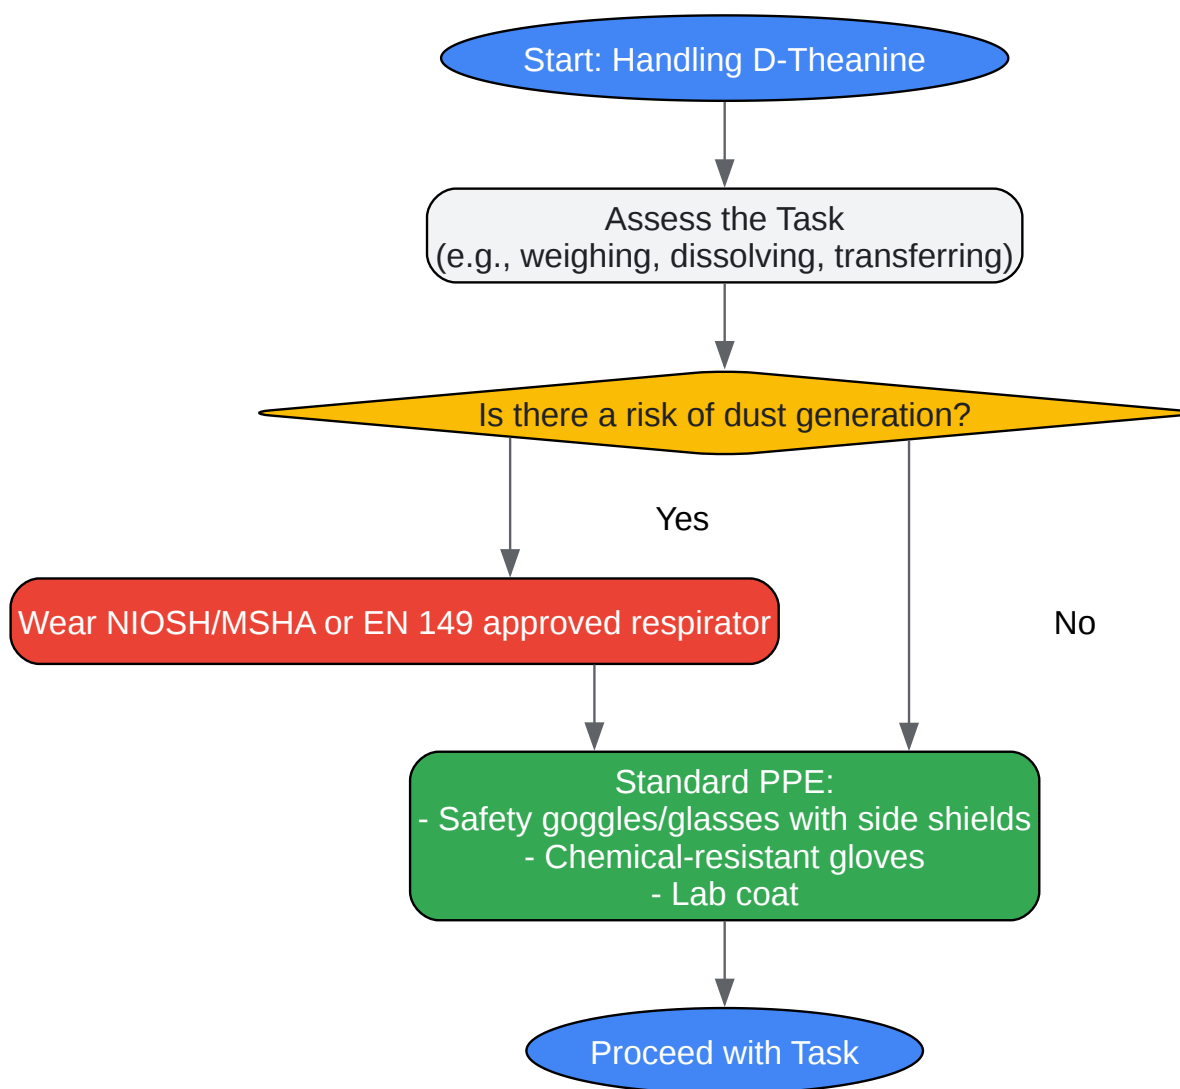 Start: Handling D-Theanine
Assess the Task
(e.g., weighing, dissolving, transferring)
Is there a risk of dust generation?
Yes
Wear NIOSH/MSHA or EN 149 approved respirator
No
Standard PPE:
- Safety goggles/glasses with side shields
- Chemical-resistant gloves
- Lab coat
Proceed with Task